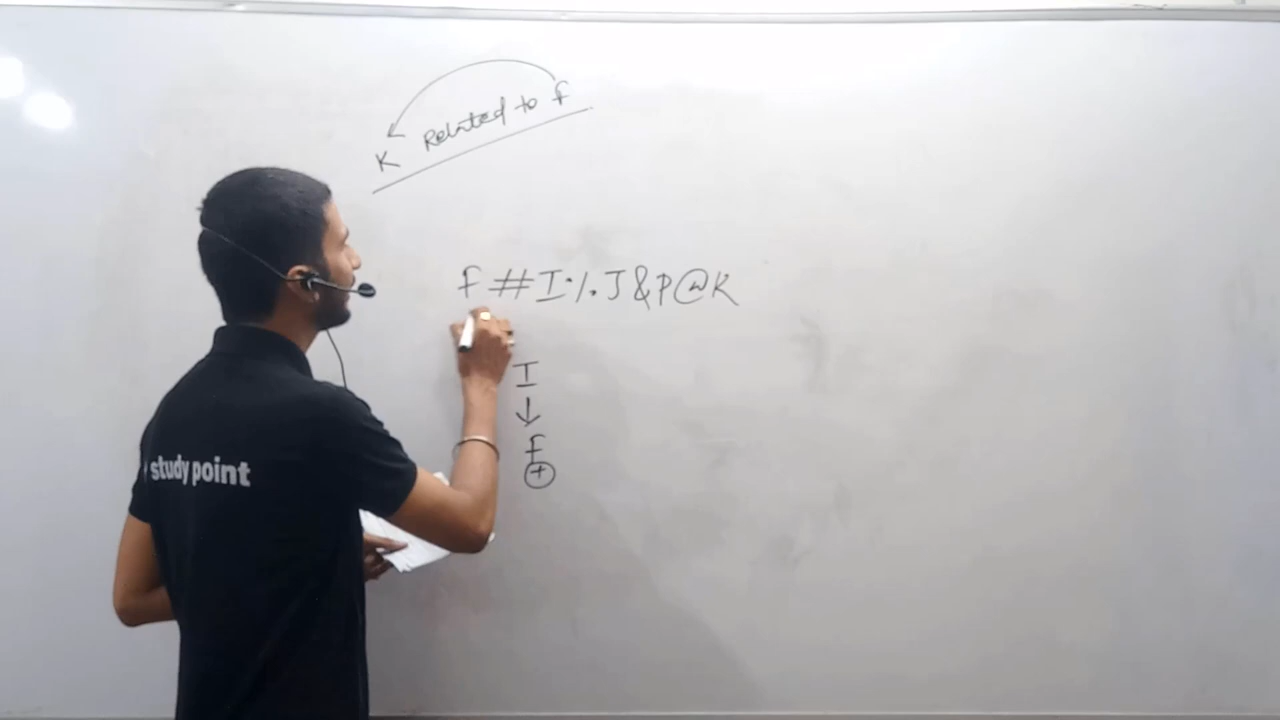 K Related to f
F # I % J & P @ K
I
↓
F
+
study point